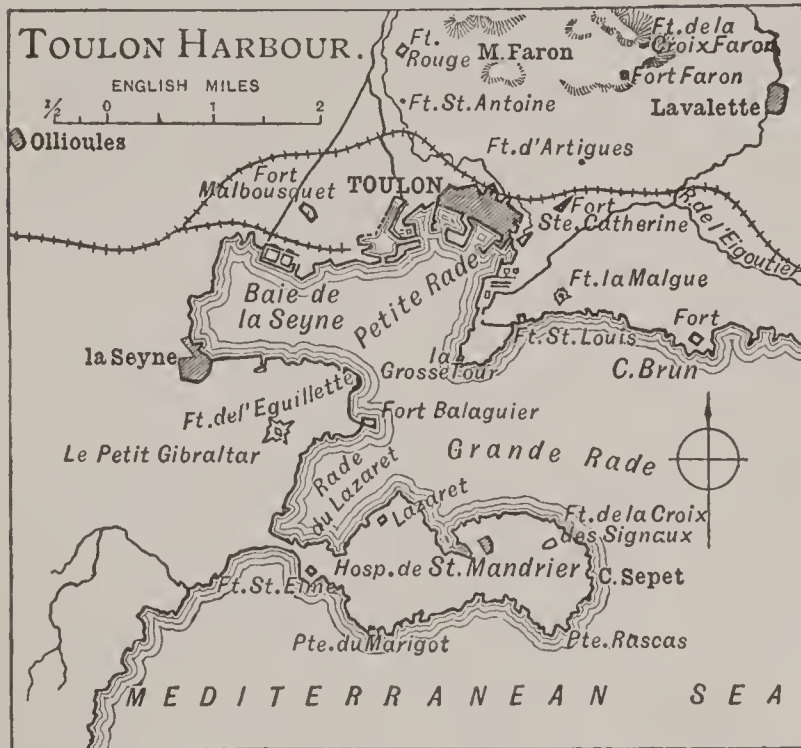 TOULON HARBOUR.
ENGLISH MILES
1/2 0 1 2
Ft.
Rouge
M. Faron
Ft. de la
Croix Faron
Fort Faron
Ft. St. Antoine
Lavalette
Ollioules
Ft. d'Artigues
Fort
Malbousquet
TOULON
Fort
Ste. Catherine
R. de l'Eigoutier
Baie de
la Seyne
Petite Rade
Ft. la Malgue
la Seyne
la
Grosse Tour
Ft. St. Louis
Fort
C. Brun
Ft. de l'Eguillette
Fort Balaguier
Le Petit Gibraltar
Grande Rade
Rade
du Lazaret
Lazaret
Ft. de la Croix
des Signaux
Ft. St. Elme
Hosp. de St. Mandrier
C. Sepet
Pte. du Marigot
Pte. Rascas
MEDITERRANEAN SEA